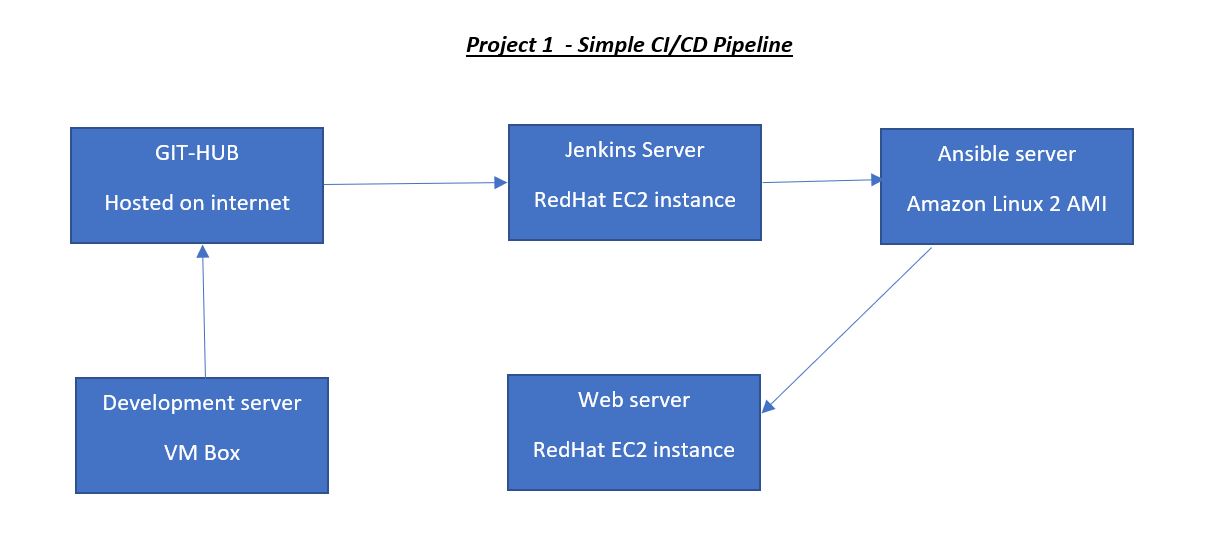 Project 1 - Simple CI/CD Pipeline
GIT-HUB
Hosted on internet
Jenkins Server
RedHat EC2 instance
Ansible server
Amazon Linux 2 AMI
Development server
VM Box
Web server
RedHat EC2 instance